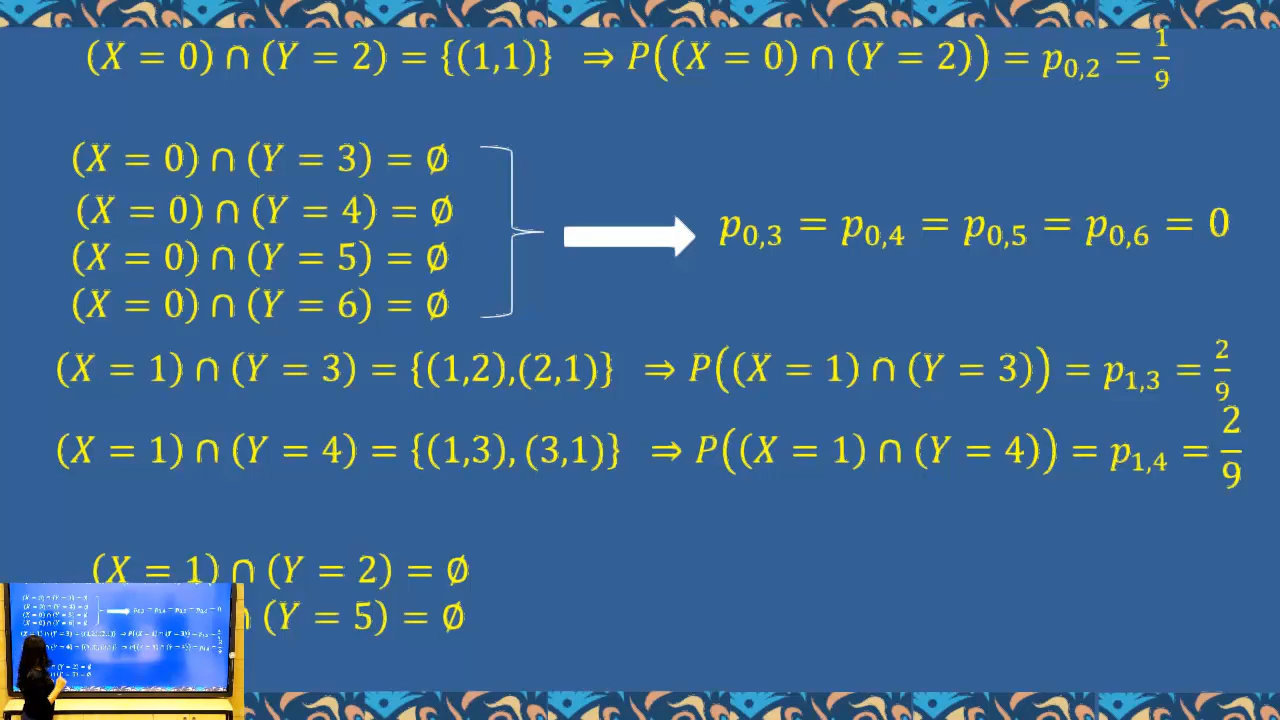 (X = 0) ∩ (Y = 2) = {(1,1)} ⇒ P((X = 0) ∩ (Y = 2)) = p₀,₂ = 1/9
(X = 0) ∩ (Y = 3) = ∅
(X = 0) ∩ (Y = 4) = ∅
(X = 0) ∩ (Y = 5) = ∅
(X = 0) ∩ (Y = 6) = ∅
p₀,₃ = p₀,₄ = p₀,₅ = p₀,₆ = 0
(X = 1) ∩ (Y = 3) = {(1,2),(2,1)} ⇒ P((X = 1) ∩ (Y = 3)) = p₁,₃ = 2/9
(X = 1) ∩ (Y = 4) = {(1,3), (3,1)} ⇒ P((X = 1) ∩ (Y = 4)) = p₁,₄ = 2/9
(X = 1) ∩ (Y = 2) = ∅
∩ (Y = 5) = ∅